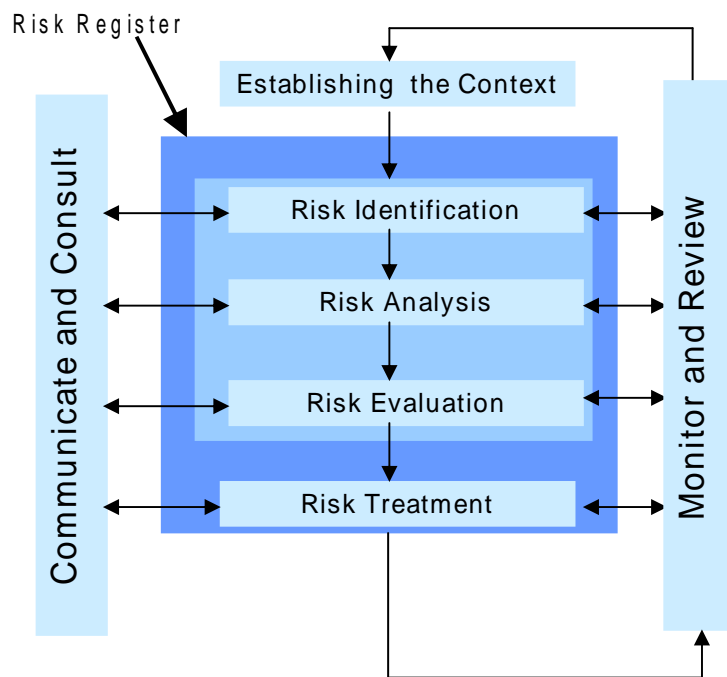 Risk Register
Establishing the Context
Communicate and Consult
Risk Identification
Risk Analysis
Risk Evaluation
Risk Treatment
Monitor and Review